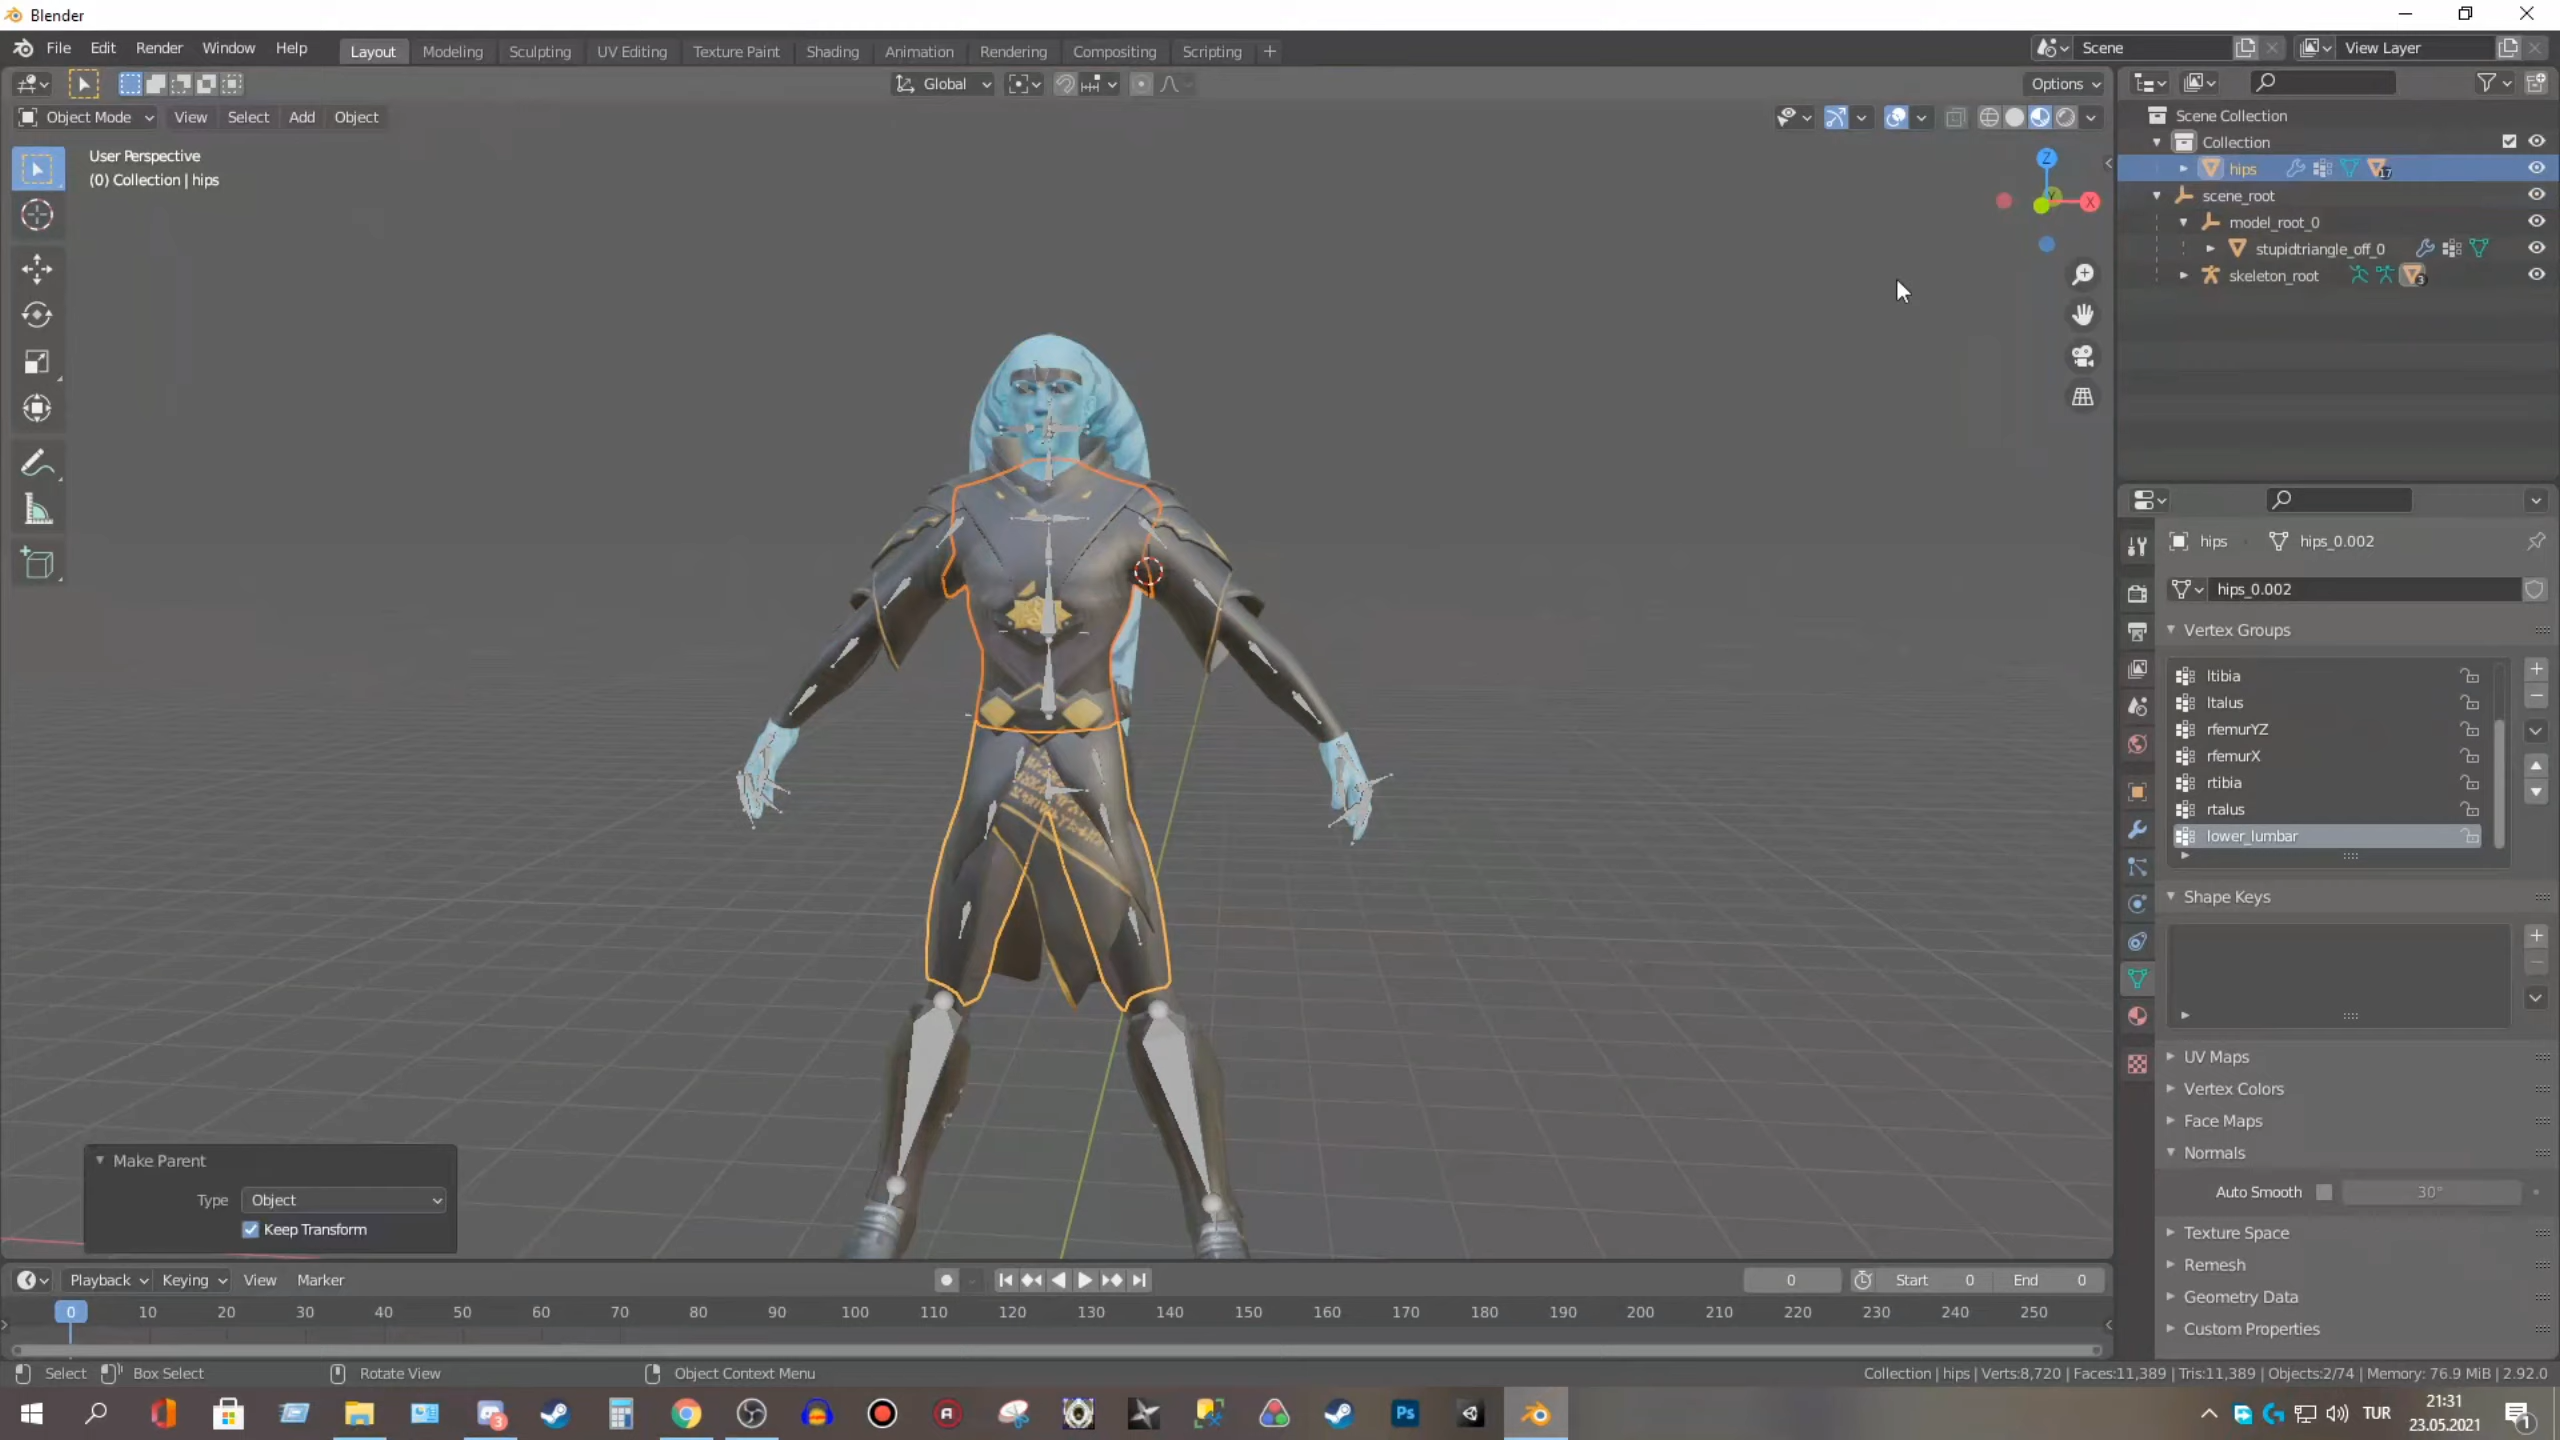 Blender
File Edit Render Window Help
Layout Modeling Sculpting UV Editing Texture Paint Shading Animation Rendering Compositing Scripting +
Scene
View Layer
Global
Options
Object Mode View Select Add Object
User Perspective
(0) Collection | hips
Z
Y
X
Scene Collection
Collection
hips
17
scene_root
model_root_0
stupidtriangle_off_0
skeleton_root
3
hips
hips_0.002
hips_0.002
Vertex Groups
ltibia
ltalus
rfemurYZ
rfemurX
rtibia
rtalus
lower_lumbar
Shape Keys
UV Maps
Vertex Colors
Face Maps
Normals
Auto Smooth 30°
Texture Space
Remesh
Geometry Data
Custom Properties
Make Parent
Type Object
Keep Transform
Playback Keying View Marker
0
Start 0 End 0
0 10 20 30 40 50 60 70 80 90 100 110 120 130 140 150 160 170 180 190 200 210 220 230 240 250
Select Box Select Rotate View Object Context Menu
Collection | hips | Verts:8,720 | Faces:11,389 | Tris:11,389 | Objects:2/74 | Memory: 76.9 MiB | 2.92.0
3
Ps
TUR
21:31
23.05.2021
1